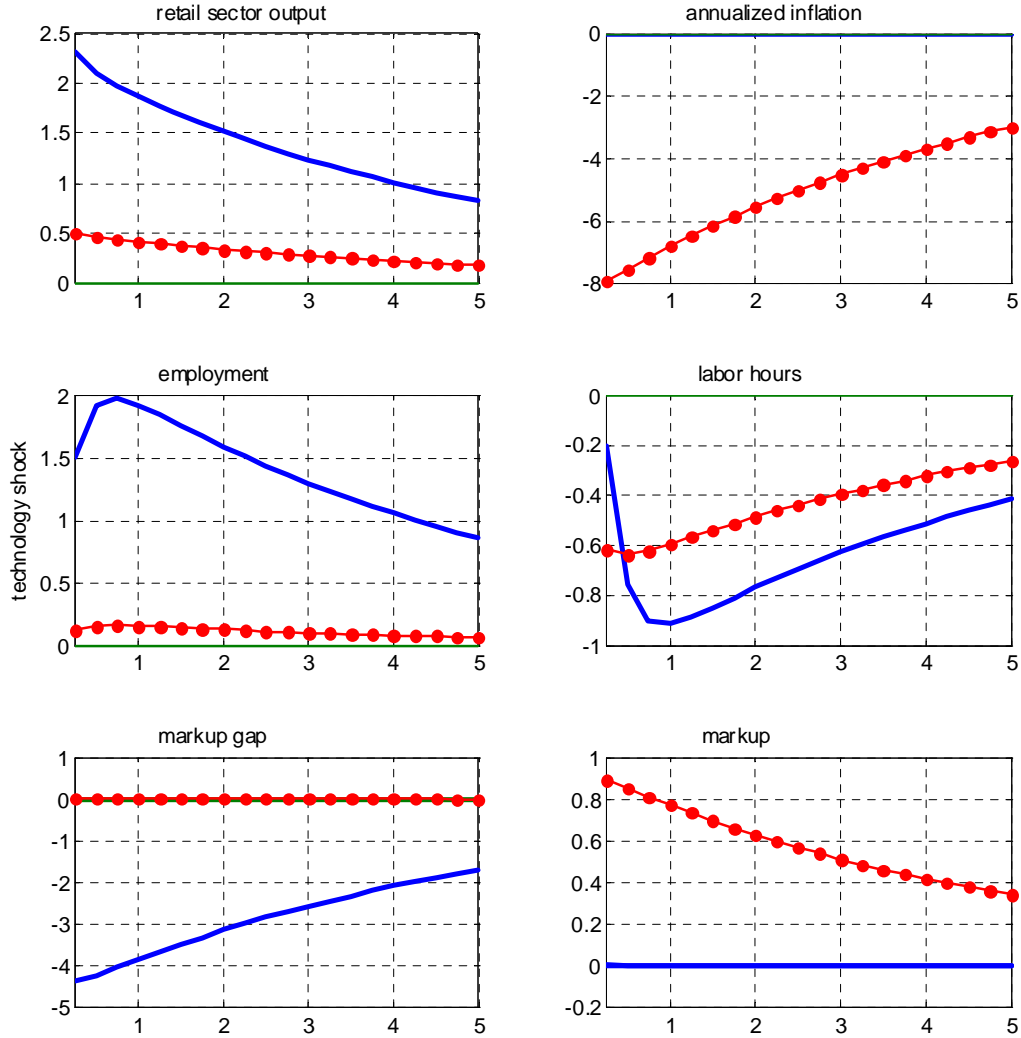 retail sector output
annualized inflation
2.5
2
1.5
1
0.5
0
1 2 3 4 5
0
-2
-4
-6
-8
1 2 3 4 5
employment
labor hours
technology shock
2
1.5
1
0.5
0
1 2 3 4 5
0
-0.2
-0.4
-0.6
-0.8
-1
1 2 3 4 5
markup gap
markup
1
0
-1
-2
-3
-4
-5
1 2 3 4 5
1
0.8
0.6
0.4
0.2
0
-0.2
1 2 3 4 5